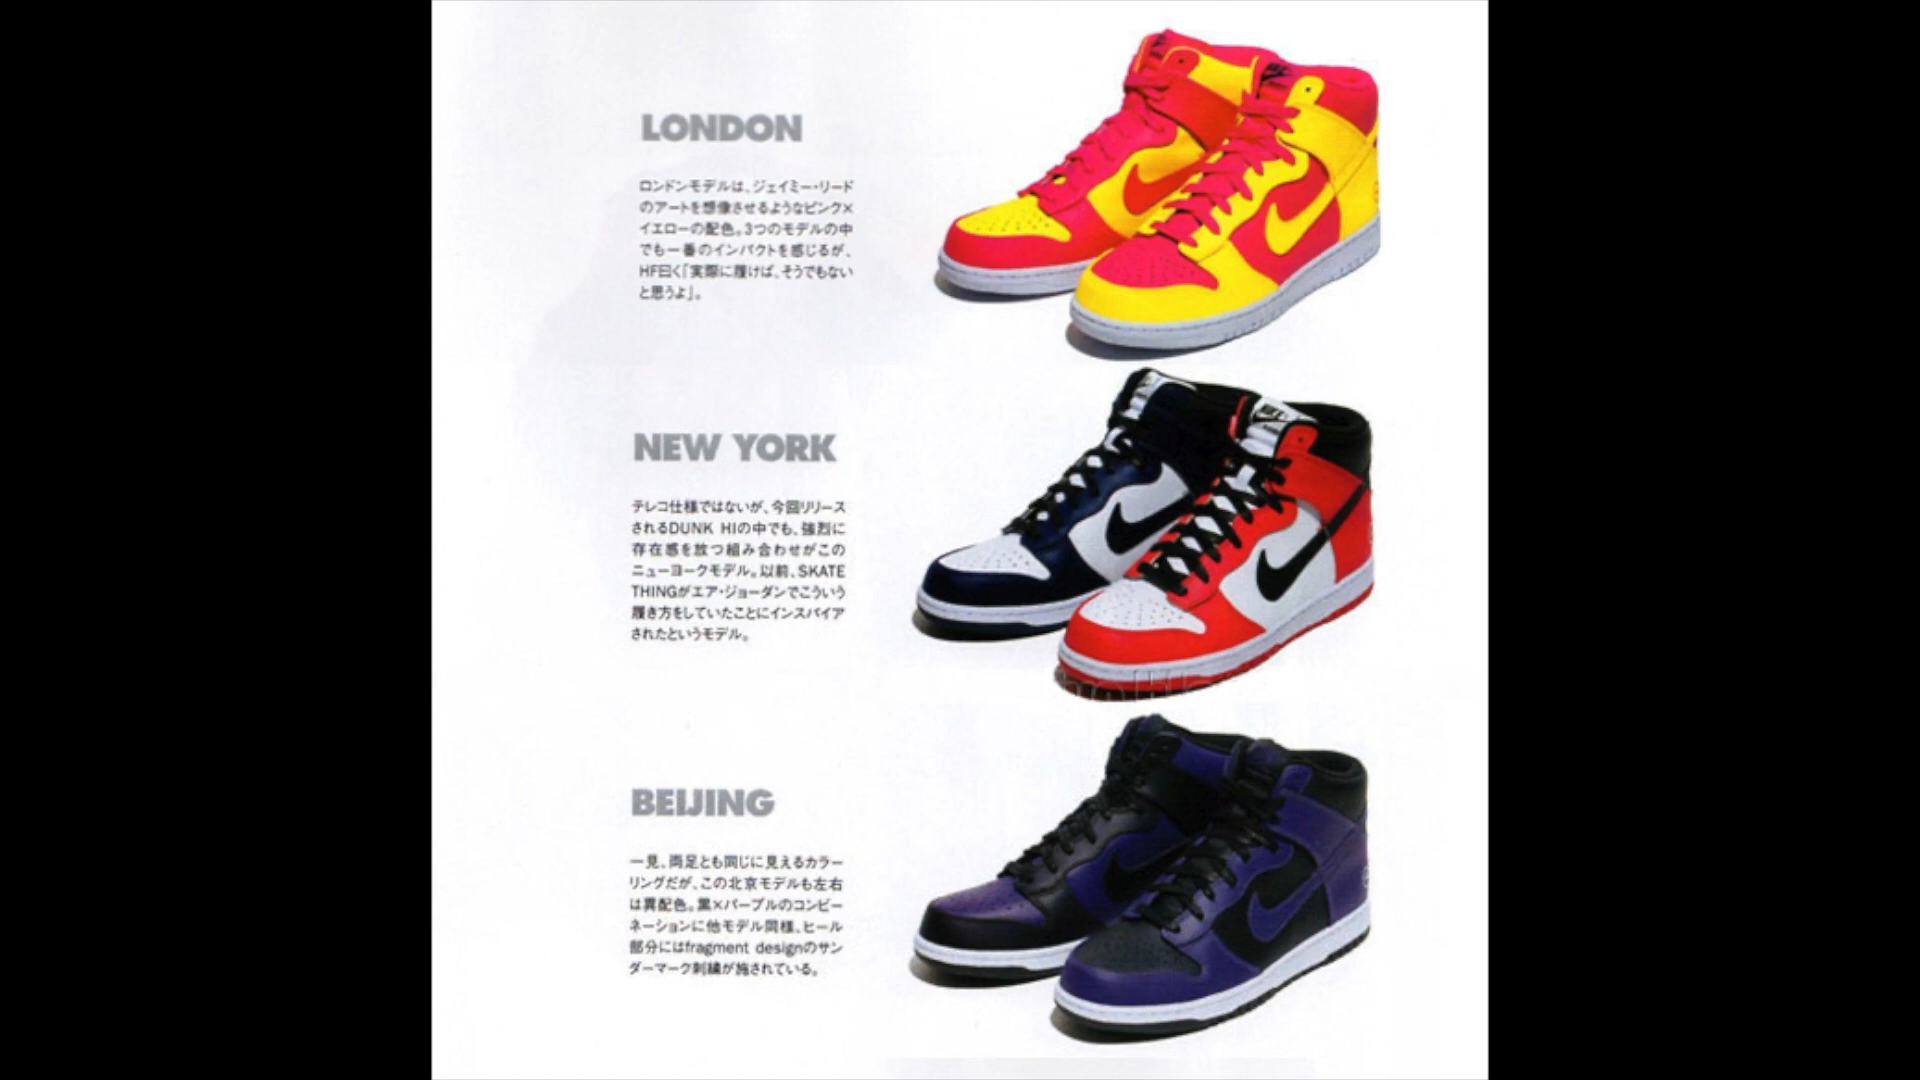 LONDON
ロンドンモデルは、ジェイミー・リード
のアートを想像させるようなピンク×
イエローの配色。3つのモデルの中
でも一番のインパクトを感じるが、
HF曰く「実際に履けば、そうでもない
と思うよ」。
NEW YORK
テレコ仕様ではないが、今回リリース
されるDUNK HIの中でも、強烈に
存在感を放つ組み合わせがこの
ニューヨークモデル。以前、SKATE
THINGがエア・ジョーダンでこういう
履き方をしていたことにインスパイア
されたというモデル。
BEIJING
一見、両足とも同じに見えるカラー
リングだが、この北京モデルも左右
は異配色。黒×パープルのコンビ―
ネーションに他モデル同様、ヒール
部分にはfragment designのサン
ダーマーク刺繍が施されている。